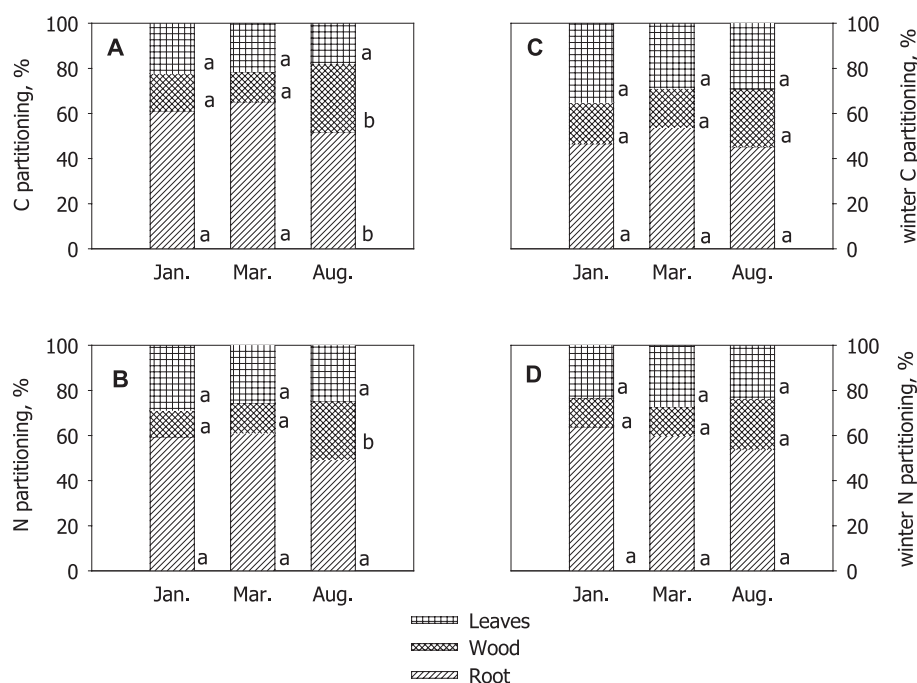 100
80
60
40
20
0
C partitioning, %
A
a
a
a
a
a
b
a
a
b
Jan.
Mar.
Aug.
C
a
a
a
a
a
a
a
a
a
100
80
60
40
20
0
winter C partitioning, %
Jan.
Mar.
Aug.
100
80
60
40
20
0
N partitioning, %
B
a
a
a
a
a
b
a
a
a
Jan.
Mar.
Aug.
D
a
a
a
a
a
a
a
a
a
100
80
60
40
20
0
winter N partitioning, %
Jan.
Mar.
Aug.
Leaves
Wood
Root